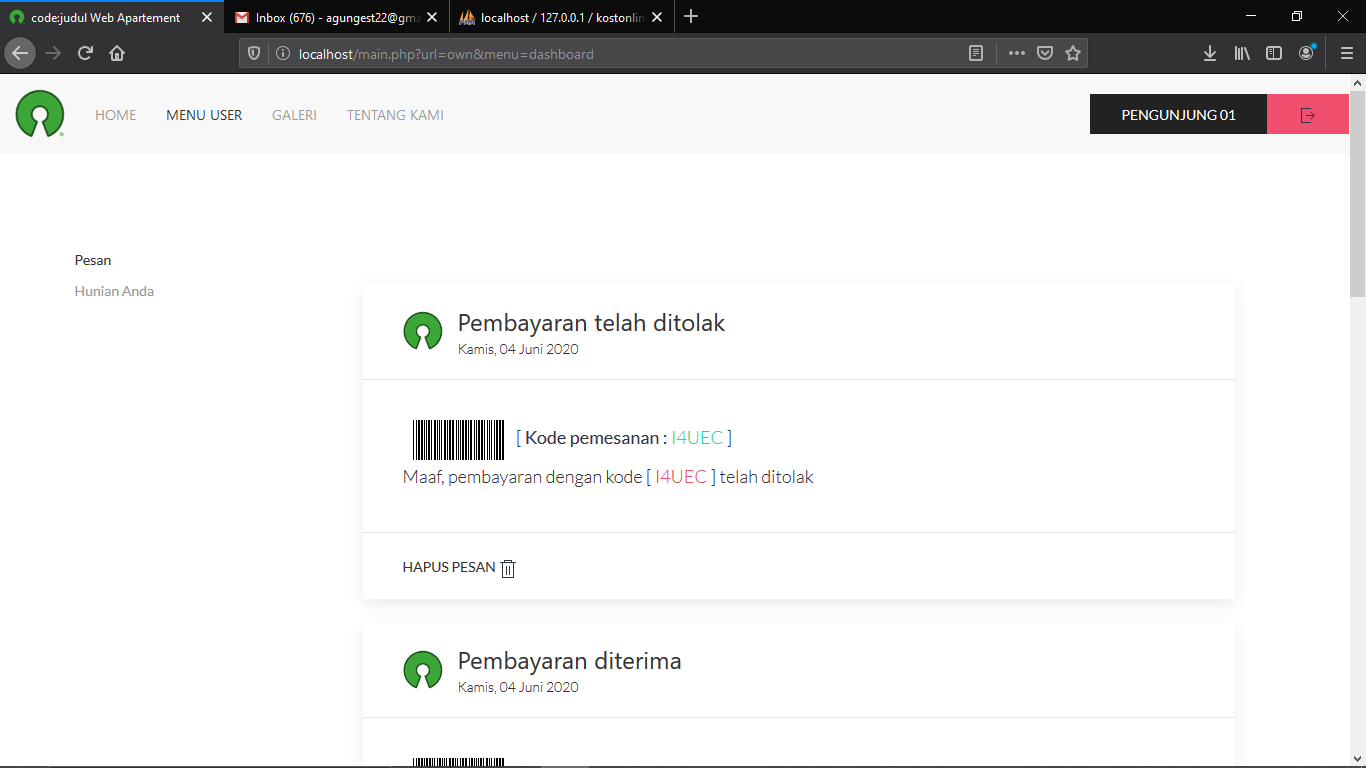 code:judul Web Apartement
Inbox (676) - agungest22@gma
localhost / 127.0.0.1 / kostonlin
localhost/main.php?url=own&menu=dashboard
HOME MENU USER GALERI TENTANG KAMI PENGUNJUNG 01
Pesan
Hunian Anda
Pembayaran telah ditolak
Kamis, 04 Juni 2020
[ Kode pemesanan : I4UEC ]
Maaf, pembayaran dengan kode [ I4UEC ] telah ditolak
HAPUS PESAN
Pembayaran diterima
Kamis, 04 Juni 2020